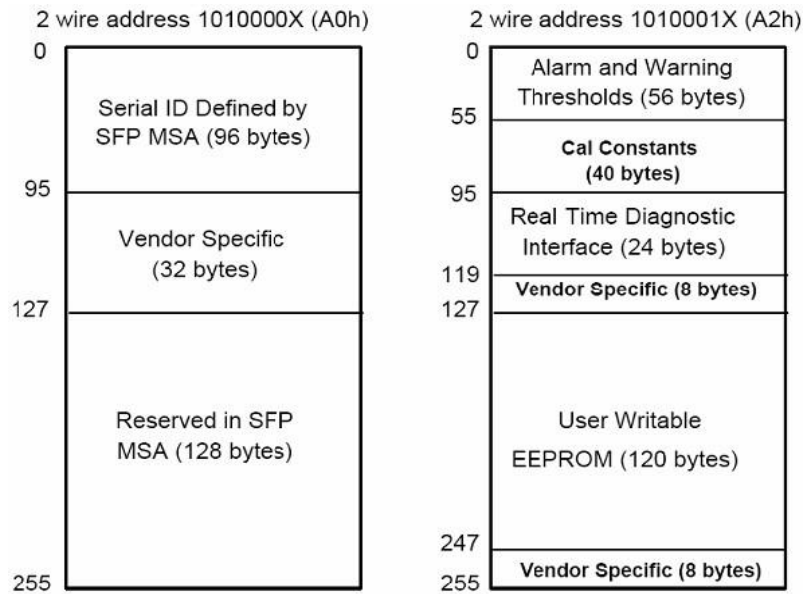 2 wire address 1010000X (A0h)
0
Serial ID Defined by
SFP MSA (96 bytes)
95
Vendor Specific
(32 bytes)
127
Reserved in SFP
MSA (128 bytes)
255
2 wire address 1010001X (A2h)
0
Alarm and Warning
Thresholds (56 bytes)
55
Cal Constants
(40 bytes)
95
Real Time Diagnostic
Interface (24 bytes)
119
Vendor Specific (8 bytes)
127
User Writable
EEPROM (120 bytes)
247
Vendor Specific (8 bytes)
255